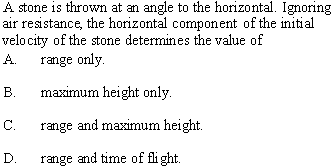 A stone is thrown at an angle to the horizontal. Ignoring
air resistance, the horizontal component of the initial
velocity of the stone determines the value of
A. range only.
B. maximum height only.
C. range and maximum height.
D. range and time of flight.